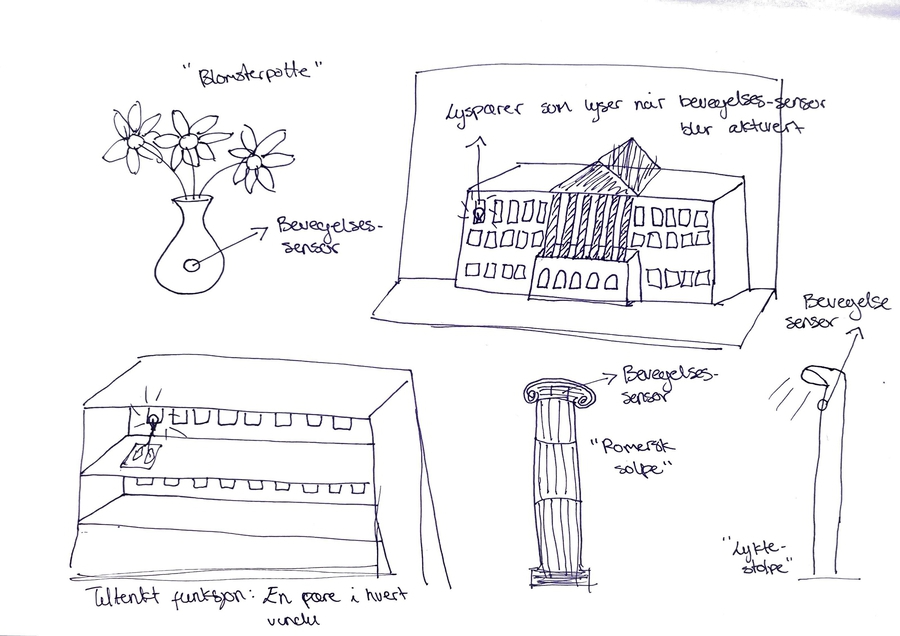 "Blomsterpotte"
Lyspærer som lyser når bevegelses-sensor
blir aktivert
Bevegelses-
sensor
Bevegelse
sensor
Bevegelses-
sensor
"Romersk
solpe"
"Lykte-
stolpe"
Tiltenkt funksjon: En pære i hvert
vindu